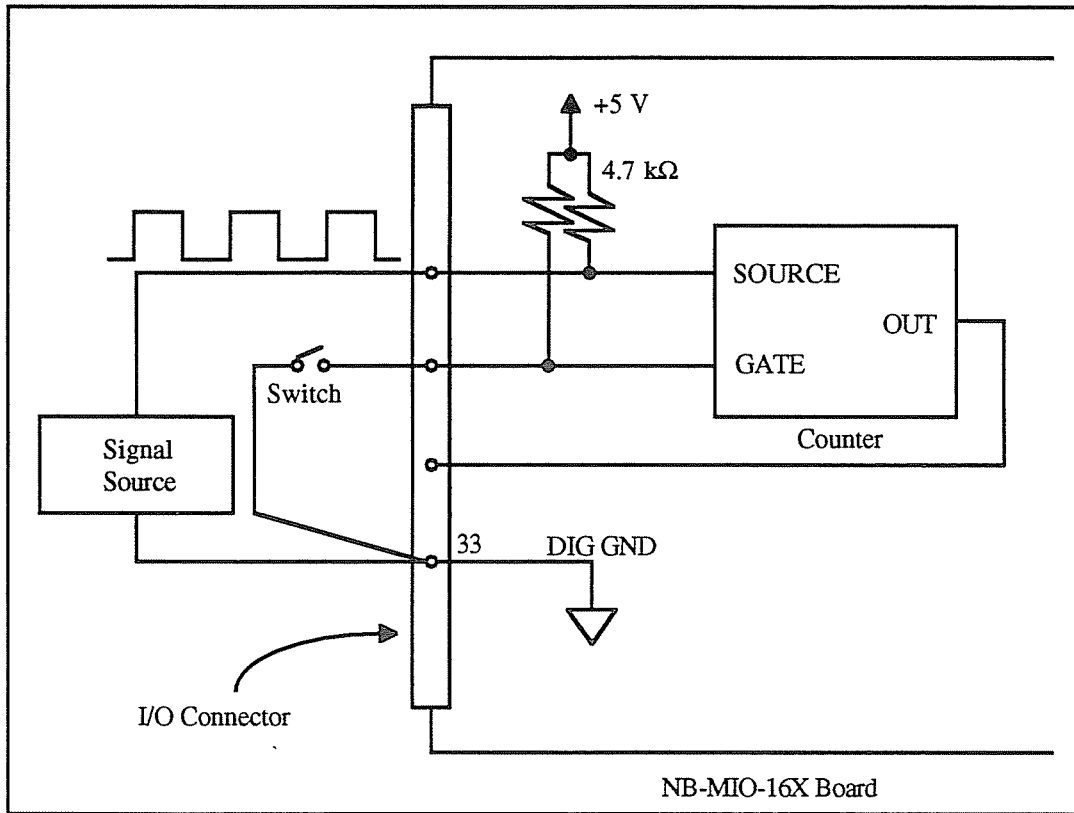 +5 V
4.7 kΩ
SOURCE
OUT
GATE
Switch
Counter
Signal
Source
33
DIG GND
I/O Connector
NB-MIO-16X Board